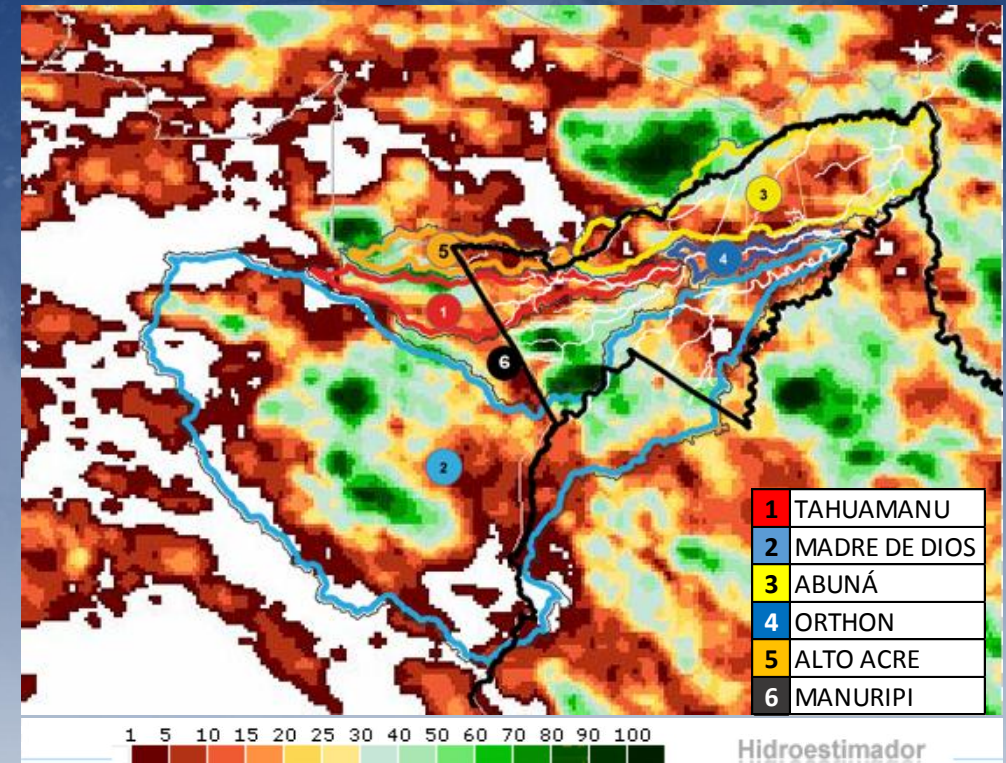 3
5
4
1
6
2
1 TAHUAMANU
2 MADRE DE DIOS
3 ABUNÁ
4 ORTHON
5 ALTO ACRE
6 MANURIPI
1 5 10 15 20 25 30 40 50 60 70 80 90 100
Hidroestimador